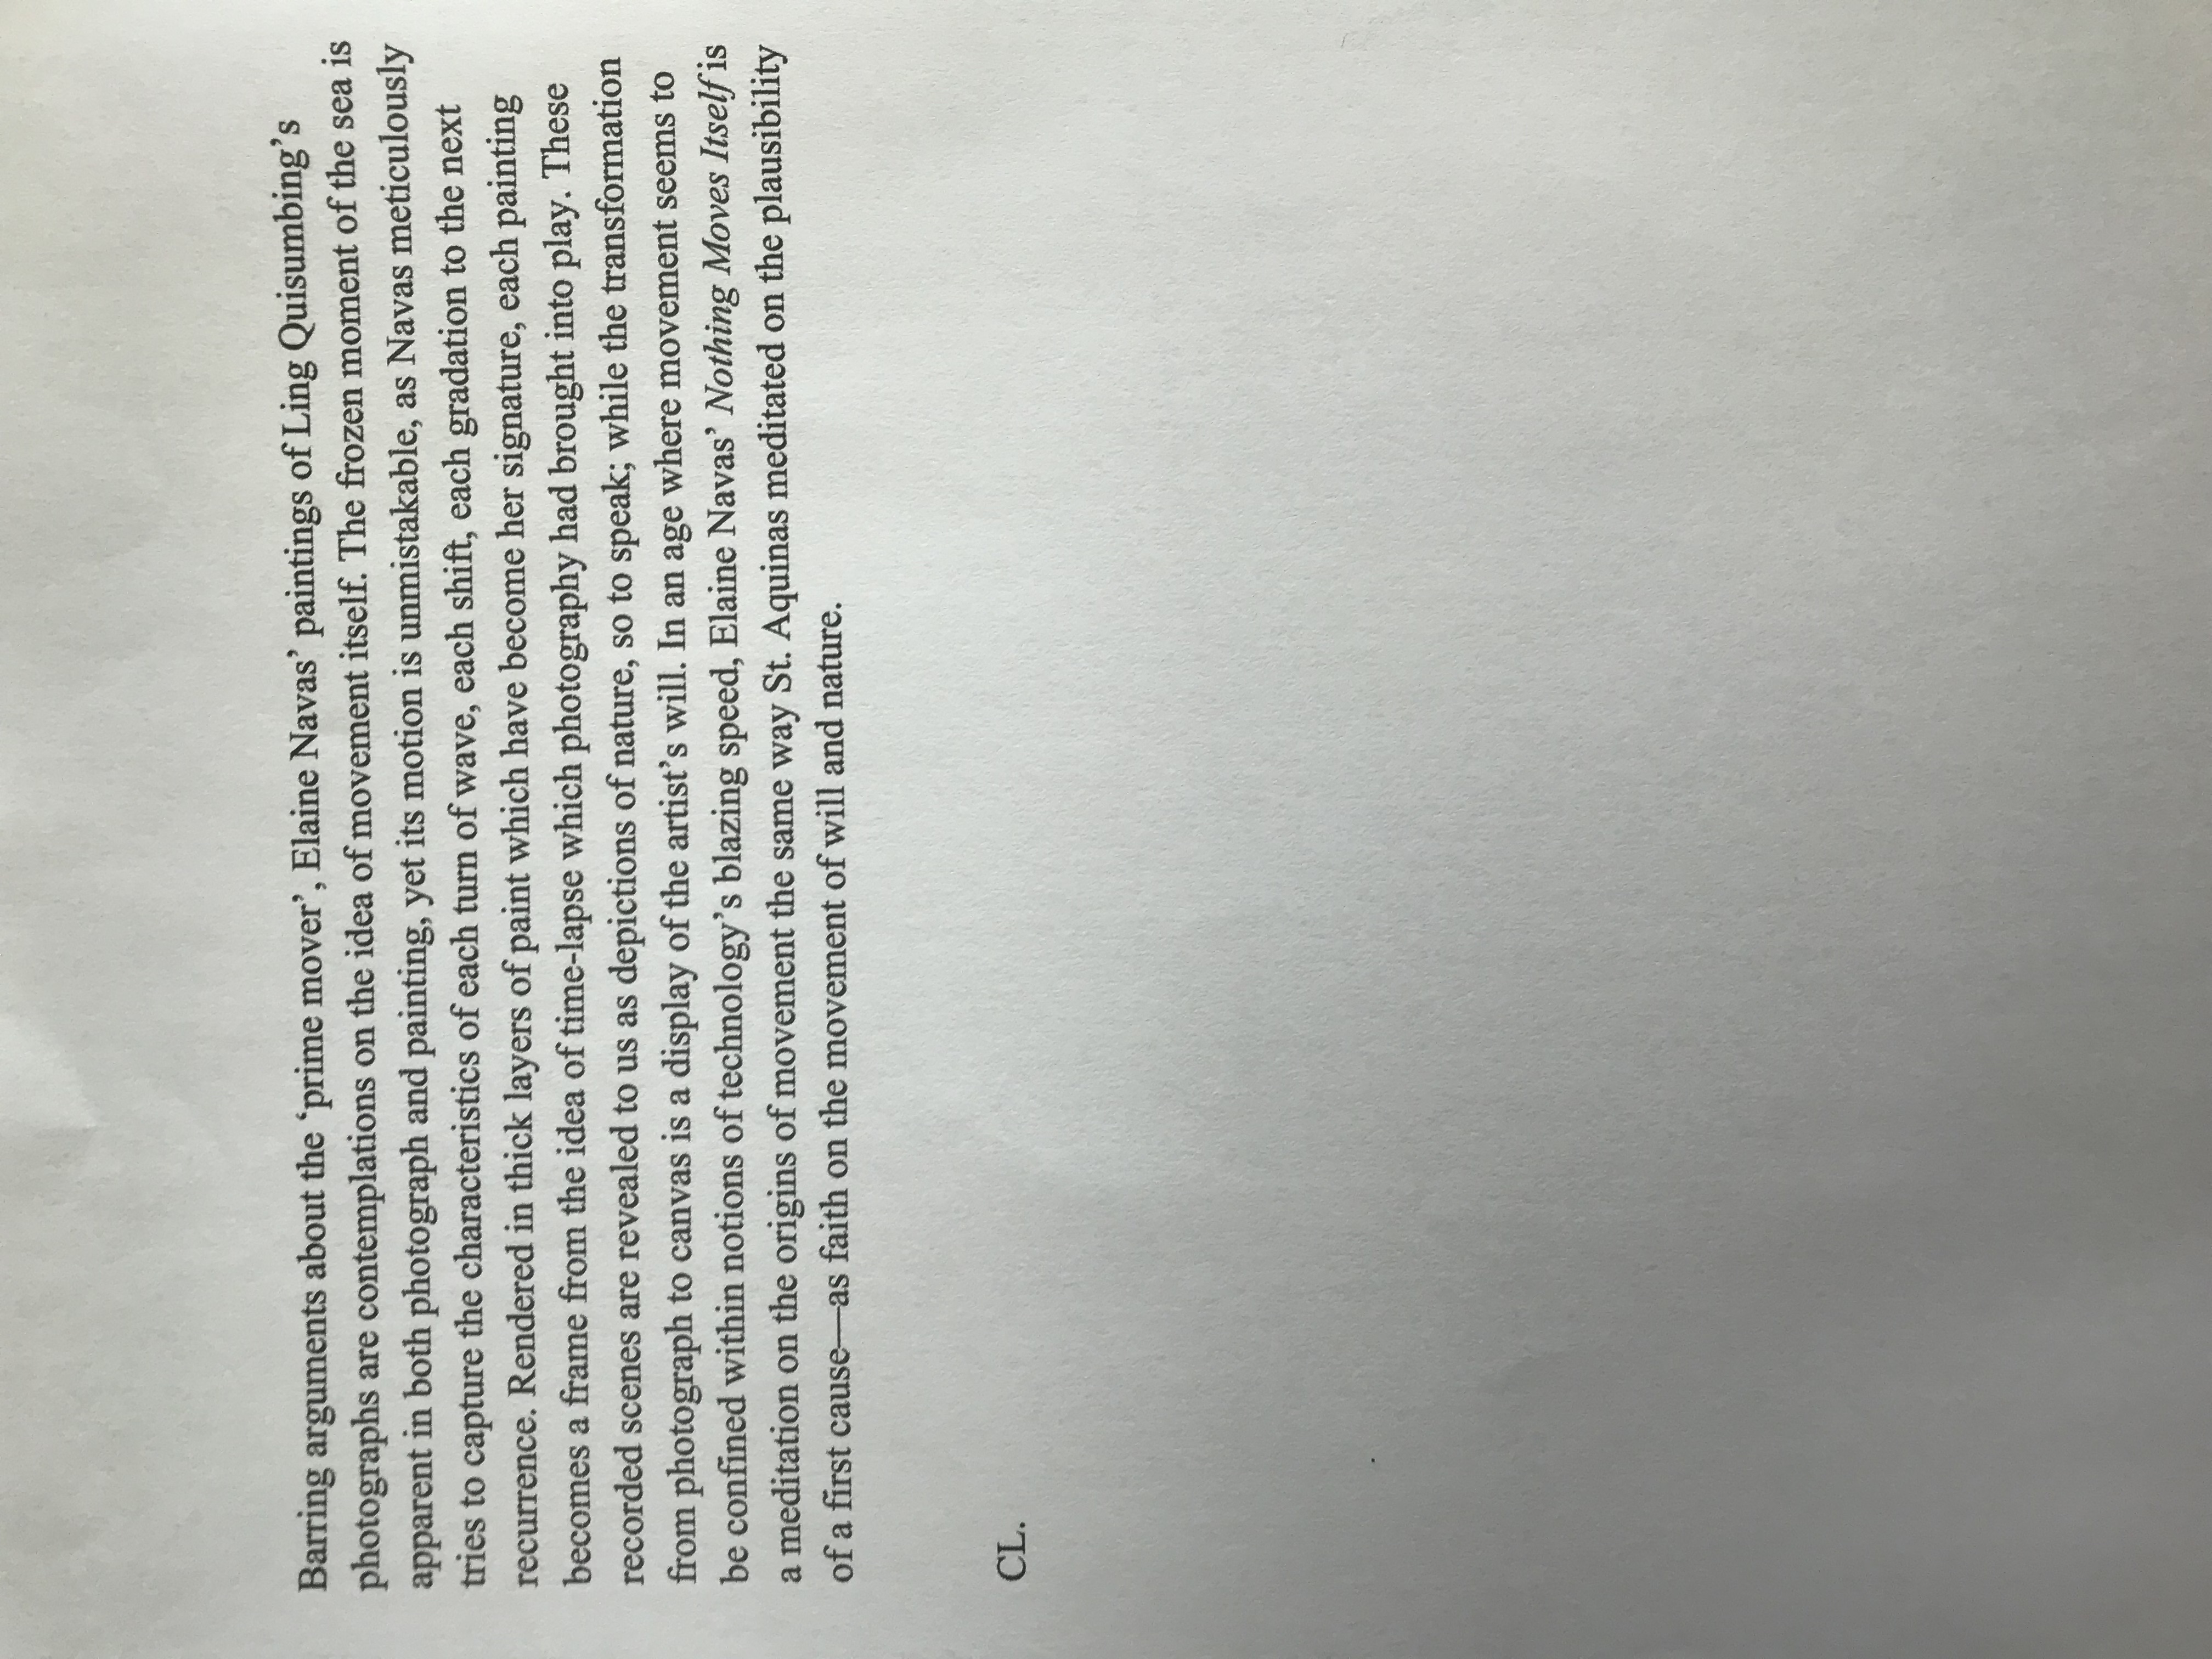 Barring arguments about the ‘prime mover’, Elaine Navas’ paintings of Ling Quisumbing’s
photographs are contemplations on the idea of movement itself. The frozen moment of the sea is
apparent in both photograph and painting, yet its motion is unmistakable, as Navas meticulously
tries to capture the characteristics of each turn of wave, each shift, each gradation to the next
recurrence. Rendered in thick layers of paint which have become her signature, each painting
becomes a frame from the idea of time-lapse which photography had brought into play. These
recorded scenes are revealed to us as depictions of nature, so to speak; while the transformation
from photograph to canvas is a display of the artist’s will. In an age where movement seems to
be confined within notions of technology’s blazing speed, Elaine Navas’ Nothing Moves Itself is
a meditation on the origins of movement the same way St. Aquinas meditated on the plausibility
of a first cause—as faith on the movement of will and nature.
CL.